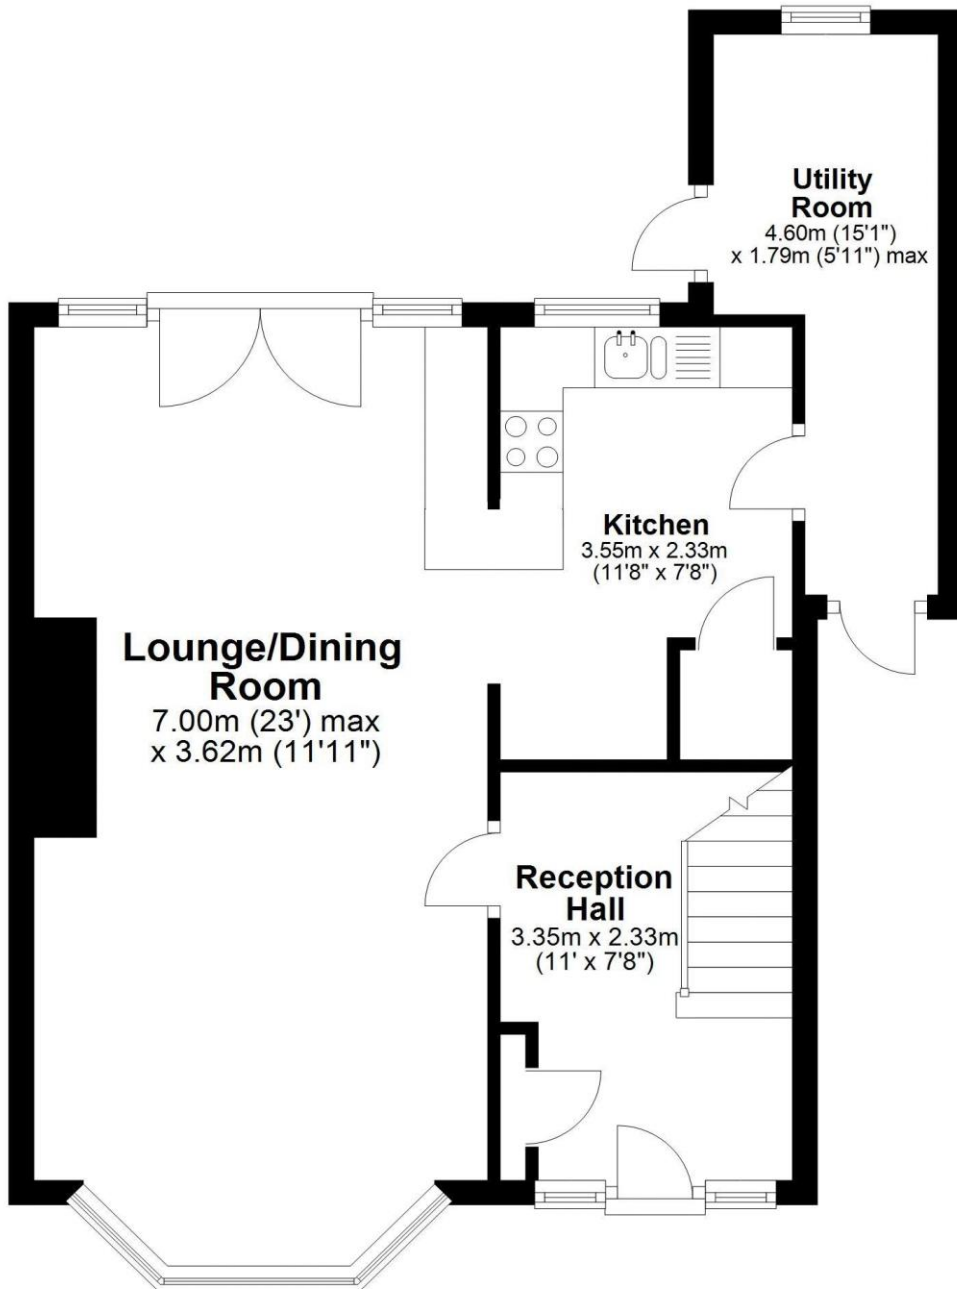 Utility
Room
4.60m (15'1")
x 1.79m (5'11") max
Kitchen
3.55m x 2.33m
(11'8" x 7'8")
Lounge/Dining
Room
7.00m (23') max
x 3.62m (11'11")
Reception
Hall
3.35m x 2.33m
(11' x 7'8")